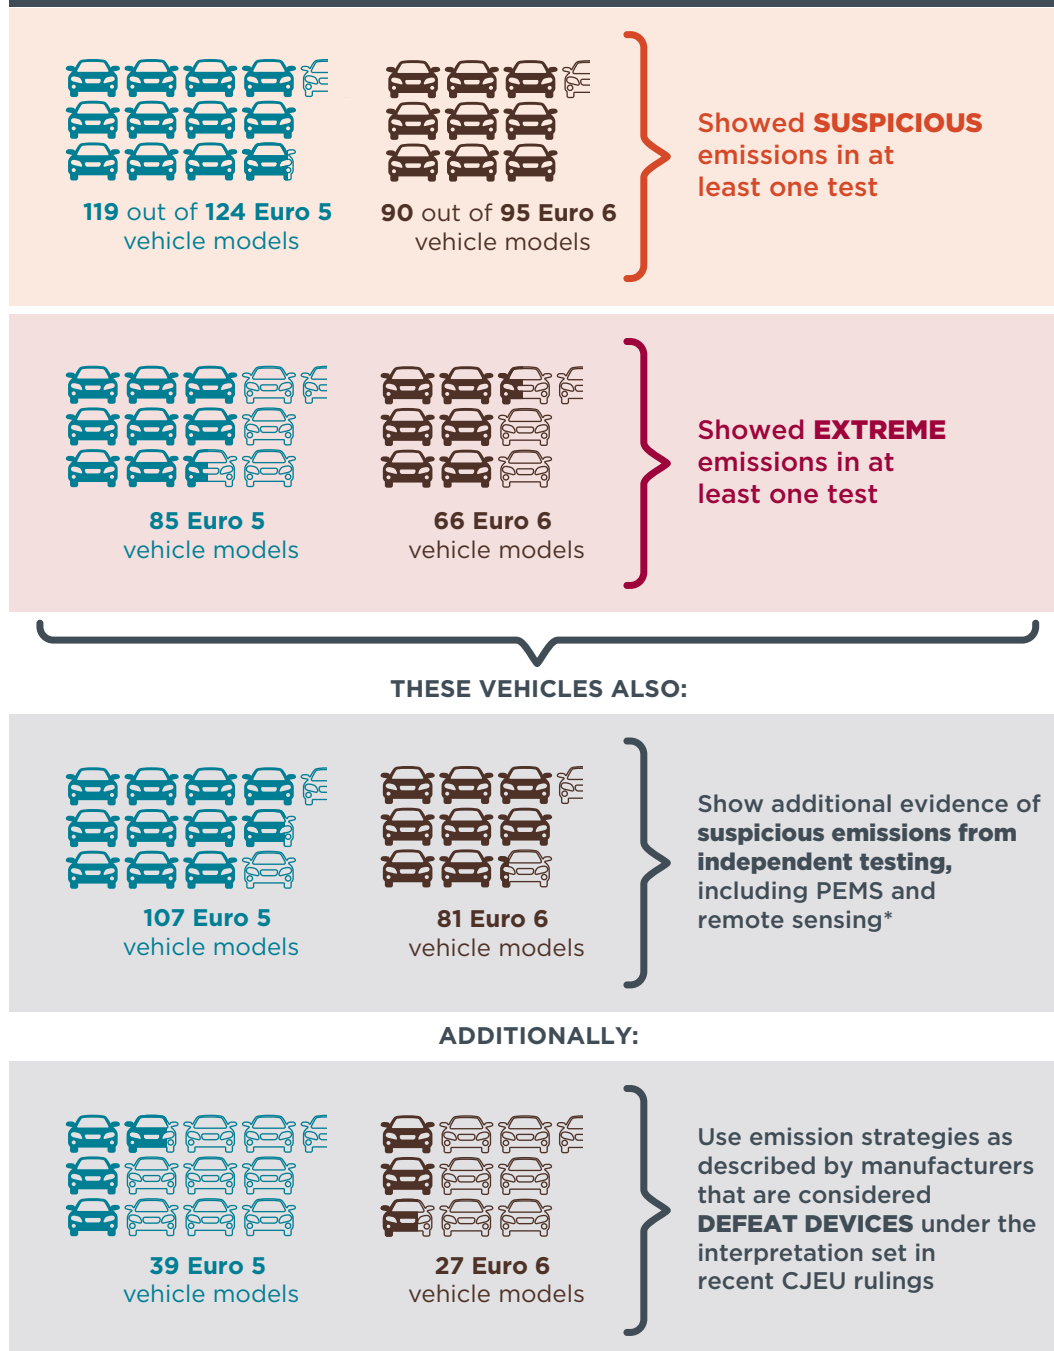 119 out of 124 Euro 5
vehicle models
90 out of 95 Euro 6
vehicle models
Showed SUSPICIOUS
emissions in at
least one test
85 Euro 5
vehicle models
66 Euro 6
vehicle models
Showed EXTREME
emissions in at
least one test
THESE VEHICLES ALSO:
107 Euro 5
vehicle models
81 Euro 6
vehicle models
Show additional evidence of
suspicious emissions from
independent testing,
including PEMS and
remote sensing*
ADDITIONALLY:
39 Euro 5
vehicle models
27 Euro 6
vehicle models
Use emission strategies as
described by manufacturers
that are considered
DEFEAT DEVICES under the
interpretation set in
recent CJEU rulings